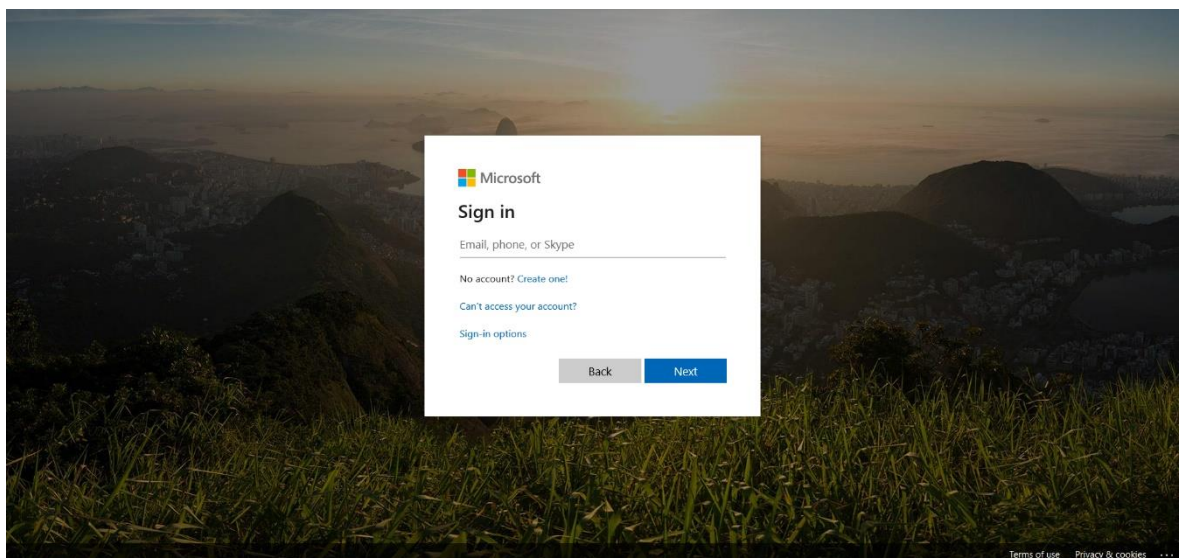 Microsoft
Sign in
Email, phone, or Skype
No account? Create one!
Can't access your account?
Sign-in options
Back Next
Terms of use Privacy & cookies ...